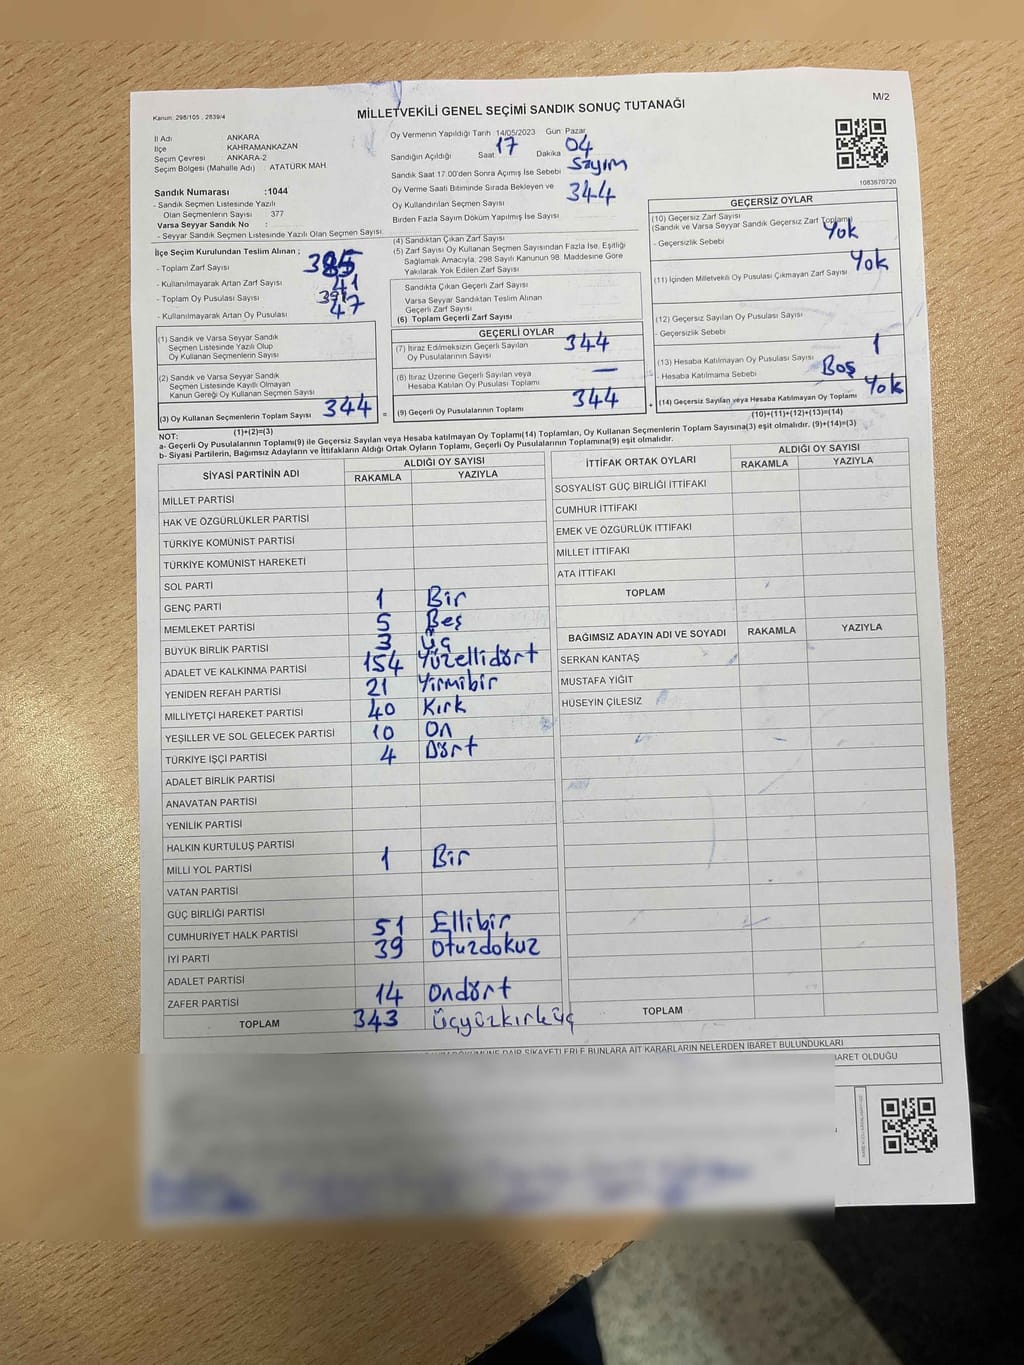 M/2
Kanun: 298/105 , 2839/4
MİLLETVEKİLİ GENEL SEÇİMİ SANDIK SONUÇ TUTANAĞI
İl Adı ANKARA
İlçe KAHRAMANKAZAN
Seçim Çevresi ANKARA-2
Seçim Bölgesi (Mahalle Adı) : ATATÜRK MAH
Sandık Numarası :1044
- Sandık Seçmen Listesinde Yazılı
Olan Seçmenlerin Sayısı 377
Varsa Seyyar Sandık No :
- Seyyar Sandık Seçmen Listesinde Yazılı Olan Seçmen Sayısı
Oy Vermenin Yapıldığı Tarih 14/05/2023 Gün: Pazar
Sandığın Açıldığı Saat 17 Dakika 04
Sandık Saat 17.00'den Sonra Açımış İse Sebebi Sayım
Oy Verme Saati Bitiminde Sırada Bekleyen ve
Oy Kullandırılan Seçmen Sayısı 344
Birden Fazla Sayım Döküm Yapılmış İse Sayısı
1083670720
İlçe Seçim Kurulundan Teslim Alınan ;
- Toplam Zarf Sayısı
- Kullanılmayarak Artan Zarf Sayısı 41
- Toplam Oy Pusulası Sayısı
- Kullanılmayarak Artan Oy Pusulası 47
(1) Sandık ve Varsa Seyyar Sandık
Seçmen Listesinde Yazılı Olup
Oy Kullanan Seçmenlerin Sayısı
(2) Sandık ve Varsa Seyyar Sandık
Seçmen Listesinde Kayıtlı Olmayan
Kanun Gereği Oy Kullanan Seçmen Sayısı
(3) Oy Kullanan Seçmenlerin Toplam Sayısı 344 =
(1)+(2)=(3)
(4) Sandıktan Çıkan Zarf Sayısı
(5) Zarf Sayısı Oy Kullanan Seçmen Sayısından Fazla İse, Eşitliği
Sağlamak Amacıyla, 298 Sayılı Kanunun 98. Maddesine Göre
Yakılarak Yok Edilen Zarf Sayısı
Sandıkta Çıkan Geçerli Zarf Sayısı
Varsa Seyyar Sandıktan Teslim Alınan
Geçerli Zarf Sayısı
(6) Toplam Geçerli Zarf Sayısı
GEÇERLİ OYLAR
(7) İtiraz Edilmeksizin Geçerli Sayılan
Oy Pusulalarının Sayısı 344
(8) İtiraz Üzerine Geçerli Sayılan veya
Hesaba Katılan Oy Pusulası Toplamı —
(9) Geçerli Oy Pusulalarının Toplamı 344 +
GEÇERSİZ OYLAR
(10) Geçersiz Zarf Sayısı
(Sandık ve Varsa Seyyar Sandık Geçersiz Zarf Toplamı)
- Geçersizlik Sebebi Yok
(11) İçinden Milletvekili Oy Pusulası Çıkmayan Zarf Sayısı Yok
(12) Geçersiz Sayılan Oy Pusulası Sayısı
- Geçersizlik Sebebi
(13) Hesaba Katılmayan Oy Pusulası Sayısı 1
- Hesaba Katılmama Sebebi Boş
(14) Geçersiz Sayılan veya Hesaba Katılmayan Oy Toplamı Yok
(10)+(11)+(12)+(13)=(14)
NOT:
a- Geçerli Oy Pusulalarının Toplamı(9) ile Geçersiz Sayılan veya Hesaba katılmayan Oy Toplamı(14) Toplamları, Oy Kullanan Seçmenlerin Toplam Sayısına(3) eşit olmalıdır. (9)+(14)=(3)
b- Siyasi Partilerin, Bağımsız Adayların ve İttifakların Aldığı Ortak Oyların Toplamı, Geçerli Oy Pusulalarının Toplamına(9) eşit olmalıdır.
SİYASİ PARTİNİN ADI ALDIĞI OY SAYISI
RAKAMLA YAZIYLA
MİLLET PARTİSİ
HAK VE ÖZGÜRLÜKLER PARTİSİ
TÜRKİYE KOMÜNİST PARTİSİ
TÜRKİYE KOMÜNİST HAREKETİ
SOL PARTİ
GENÇ PARTİ 1 Bir
MEMLEKET PARTİSİ 5 Beş
BÜYÜK BİRLİK PARTİSİ 3 Üç
ADALET VE KALKINMA PARTİSİ 154 Yüzellidört
YENİDEN REFAH PARTİSİ 21 Yirmibir
MİLLİYETÇİ HAREKET PARTİSİ 40 Kırk
YEŞİLLER VE SOL GELECEK PARTİSİ 10 On
TÜRKİYE İŞÇİ PARTİSİ 4 Dört
ADALET BİRLİK PARTİSİ
ANAVATAN PARTİSİ
YENİLİK PARTİSİ
HALKIN KURTULUŞ PARTİSİ
MİLLİ YOL PARTİSİ 1 Bir
VATAN PARTİSİ
GÜÇ BİRLİĞİ PARTİSİ
CUMHURİYET HALK PARTİSİ 51 Ellibir
İYİ PARTİ 39 Otuzdokuz
ADALET PARTİSİ
ZAFER PARTİSİ 14 Ondört
TOPLAM 343 üçyüzkırküç
İTTİFAK ORTAK OYLARI ALDIĞI OY SAYISI
RAKAMLA YAZIYLA
SOSYALİST GÜÇ BİRLİĞİ İTTİFAKI
CUMHUR İTTİFAKI
EMEK VE ÖZGÜRLÜK İTTİFAKI
MİLLET İTTİFAKI
ATA İTTİFAKI
TOPLAM
BAĞIMSIZ ADAYIN ADI VE SOYADI RAKAMLA YAZIYLA
SERKAN KANTAŞ
MUSTAFA YİĞİT
HÜSEYİN ÇİLESİZ
TOPLAM
DÖKÜMÜNE DAİR ŞİKAYETLERLE BUNLARA AİT KARARLARIN NELERDEN İBARET BULUNDUKLARI
BARET OLDUĞU